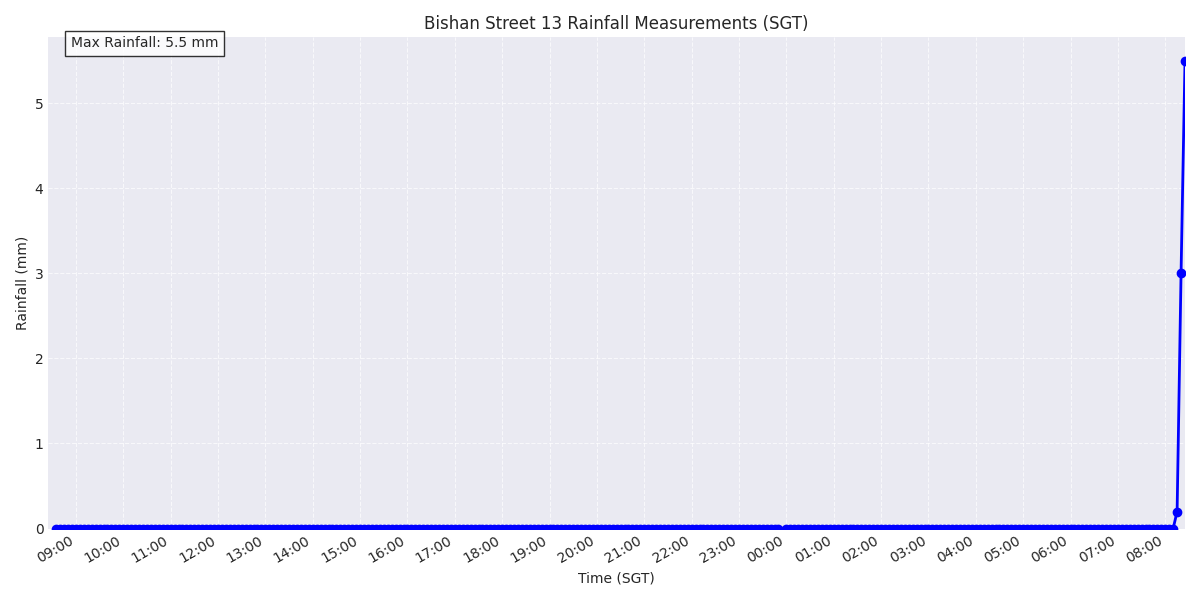 Bishan Street 13 Rainfall Measurements (SGT)
Max Rainfall: 5.5 mm
Rainfall (mm)
5
4
3
2
1
0
09:00 10:00 11:00 12:00 13:00 14:00 15:00 16:00 17:00 18:00 19:00 20:00 21:00 22:00 23:00 00:00 01:00 02:00 03:00 04:00 05:00 06:00 07:00 08:00
Time (SGT)